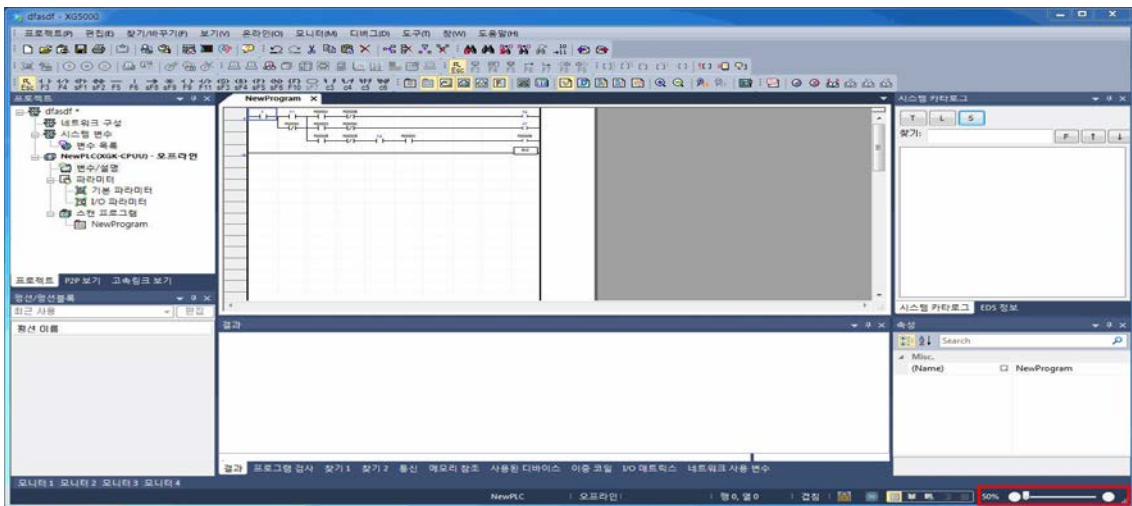 dfasdf - XG5000
프로젝트(P) 편집(E) 찾기/바꾸기(F) 보기(V) 온라인(O) 모니터(M) 디버그(D) 도구(T) 창(W) 도움말(H)
프로젝트
dfasdf *
네트워크 구성
시스템 변수
변수 목록
NewPLC(XGK-CPUU) - 오프라인
변수/설명
파라미터
기본 파라미터
I/O 파라미터
스캔 프로그램
NewProgram
프로젝트 P2P 보기 고속링크 보기
펑션/펑션블록
최근 사용 편집
펑션 이름
NewProgram
시스템 카타로그
T L S
찾기:
F
시스템 카타로그 EDS 정보
결과
결과 프로그램 검사 찾기 1 찾기 2 통신 메모리 참조 사용된 디바이스 이중 코일 I/O 매트릭스 네트워크 사용 변수
속성
Search
Misc.
(Name) NewProgram
모니터 1 모니터 2 모니터 3 모니터 4
NewPLC 오프라인 행 0, 열 0 겹침 50%